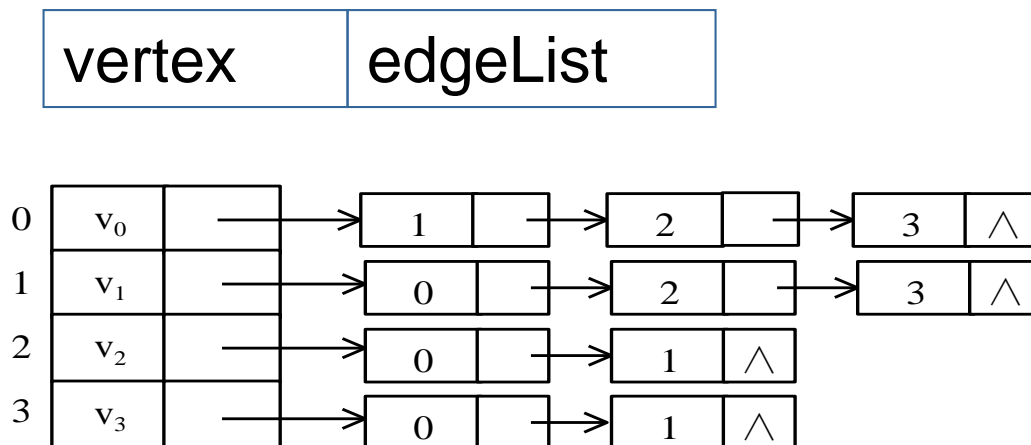 vertex edgeList
0 v₀ 1 2 3 ∧
1 v₁ 0 2 3 ∧
2 v₂ 0 1 ∧
3 v₃ 0 1 ∧